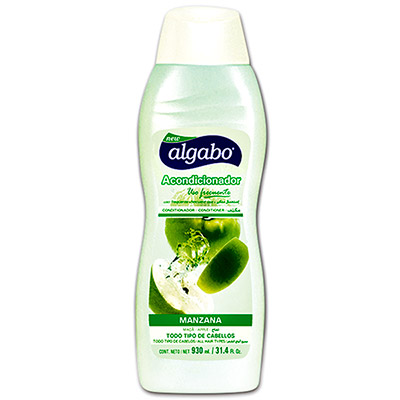 new
algabo
Acondicionador
Uso frecuente
CONDICIONADOR - CONDITIONER
MANZANA
MAÇÃ - APPLE - تفاح
TODO TIPO DE CABELLOS
TODO TIPO DE CABELOS - ALL HAIR TYPES -
CONT. NETO / NET 930 ml. / 31.4 Fl. Oz.